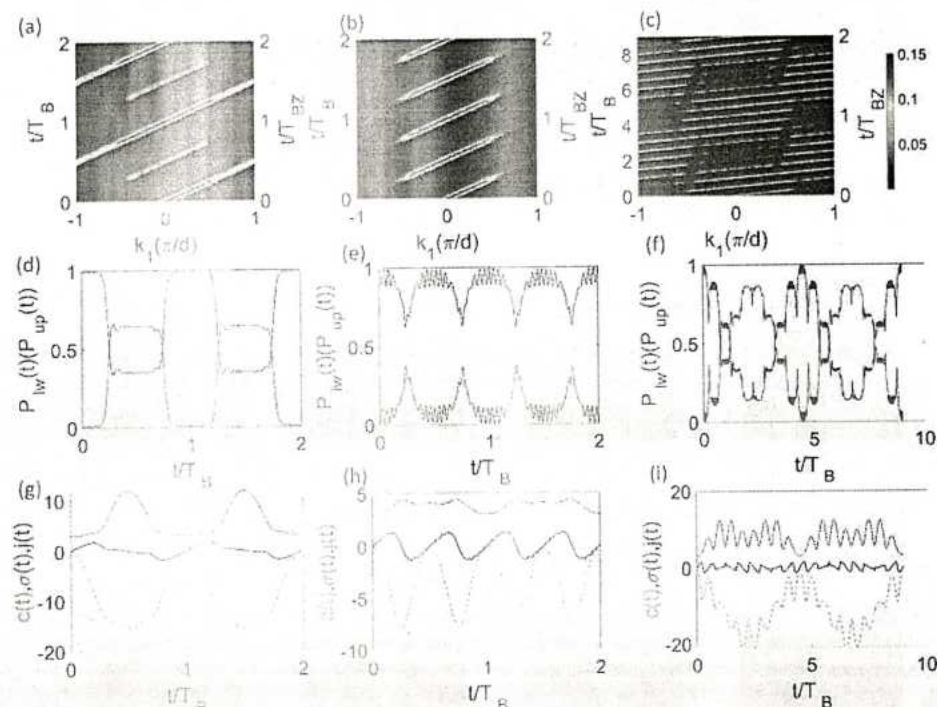 (a)
(b)
(c)
2
1
0
t/T_B
2
1
0
t/T_BZ
-1
0
1
2
1
0
t/T_B
2
1
0
t/T_BZ
-1
0
1
k_1(π/d)
8
6
4
2
0
t/T_B
2
1
0
t/T_BZ
-1
0
1
k_1(π/d)
0.15
0.1
0.05
(d)
(e)
(f)
k_1(π/d)
1
0.5
0
P_lw(t)(P_up(t))
0
1
2
t/T_B
1
0.5
0
P_lw(t)(P_up(t))
0
1
2
t/T_B
1
0.5
0
P_lw(t)(P_up(t))
0
5
10
t/T_B
(g)
(h)
(i)
10
0
-10
-20
c(t),σ(t),j(t)
0
1
2
t/T_B
5
0
-5
-10
c(t),σ(t),j(t)
0
1
2
t/T_B
20
0
-20
c(t),σ(t),j(t)
0
5
10
t/T_B